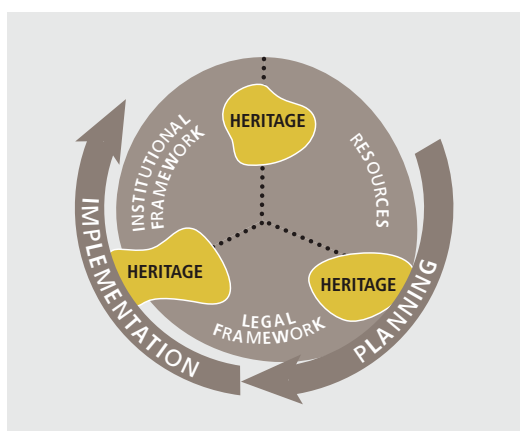 HERITAGE
INSTITUTIONAL
FRAMEWORK
RESOURCES
HERITAGE
HERITAGE
LEGAL
FRAMEWORK
IMPLEMENTATION
PLANNING